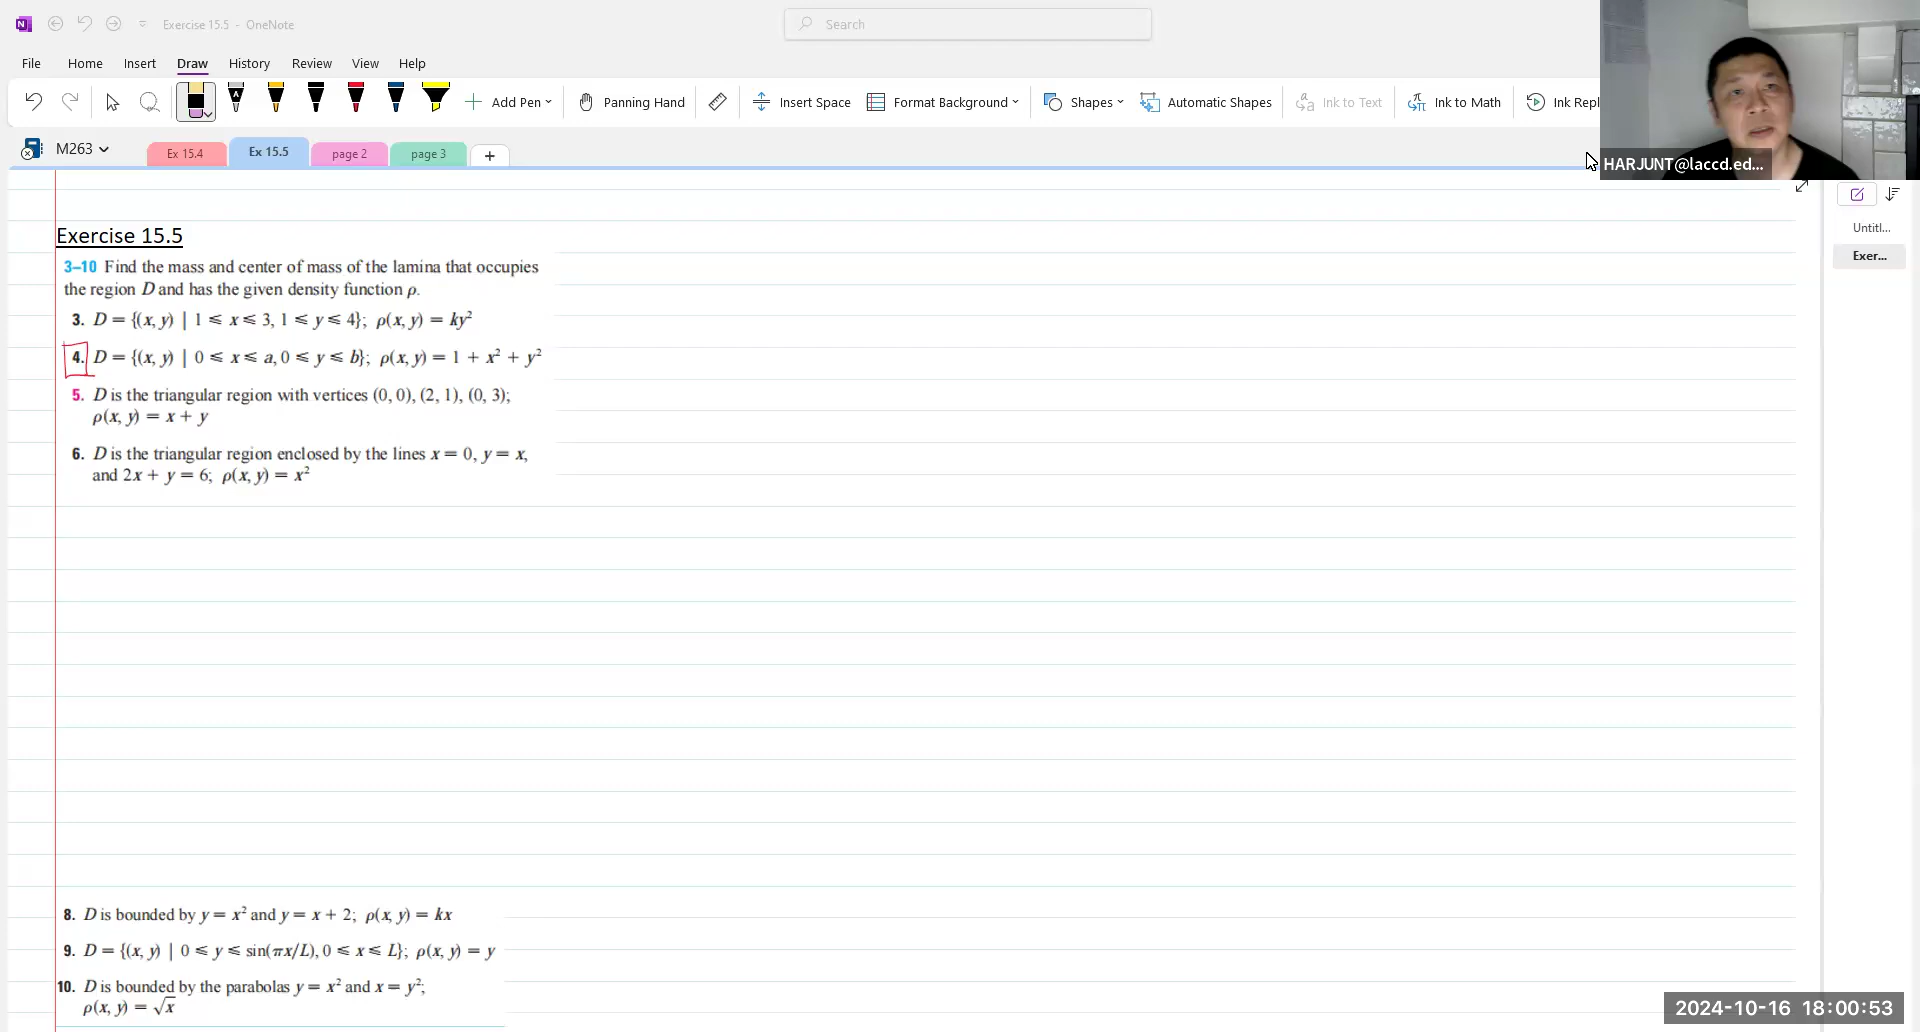 Exercise 15.5 - OneNote
Search
File Home Insert Draw History Review View Help
Add Pen Panning Hand Insert Space Format Background Shapes Automatic Shapes Ink to Text Ink to Math Ink Repl
M263 Ex 15.4 Ex 15.5 page 2 page 3 +
HARJUNT@laccd.ed...
Untitl...
Exer...
Exercise 15.5
3–10 Find the mass and center of mass of the lamina that occupies
the region D and has the given density function ρ.
3. D = {(x, y) | 1 ≤ x ≤ 3, 1 ≤ y ≤ 4}; ρ(x, y) = ky²
4. D = {(x, y) | 0 ≤ x ≤ a, 0 ≤ y ≤ b}; ρ(x, y) = 1 + x² + y²
5. D is the triangular region with vertices (0, 0), (2, 1), (0, 3);
ρ(x, y) = x + y
6. D is the triangular region enclosed by the lines x = 0, y = x,
and 2x + y = 6; ρ(x, y) = x²
8. D is bounded by y = x² and y = x + 2; ρ(x, y) = kx
9. D = {(x, y) | 0 ≤ y ≤ sin(πx/L), 0 ≤ x ≤ L}; ρ(x, y) = y
10. D is bounded by the parabolas y = x² and x = y²;
ρ(x, y) = √x
2024-10-16 18:00:53